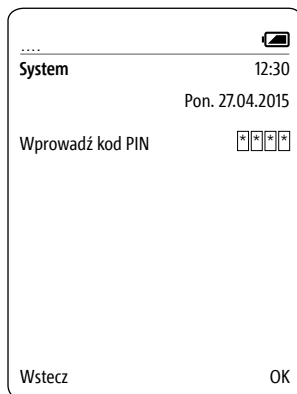 ....
System 12:30
Pon. 27.04.2015
Wprowadź kod PIN ****
Wstecz OK